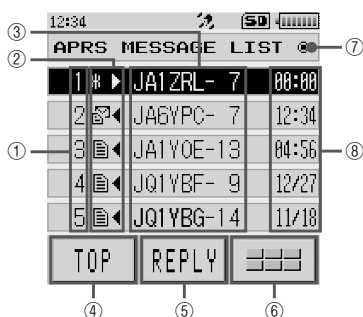 12:34 SD
APRS MESSAGE LIST
1 * JA1ZRL- 7 00:00
2 JA6YPC- 7 12:34
3 JA1YOE-13 04:56
4 JQ1YBF- 9 12/27
5 JQ1YBG-14 11/18
TOP REPLY
① ② ③ ④ ⑤ ⑥ ⑦ ⑧